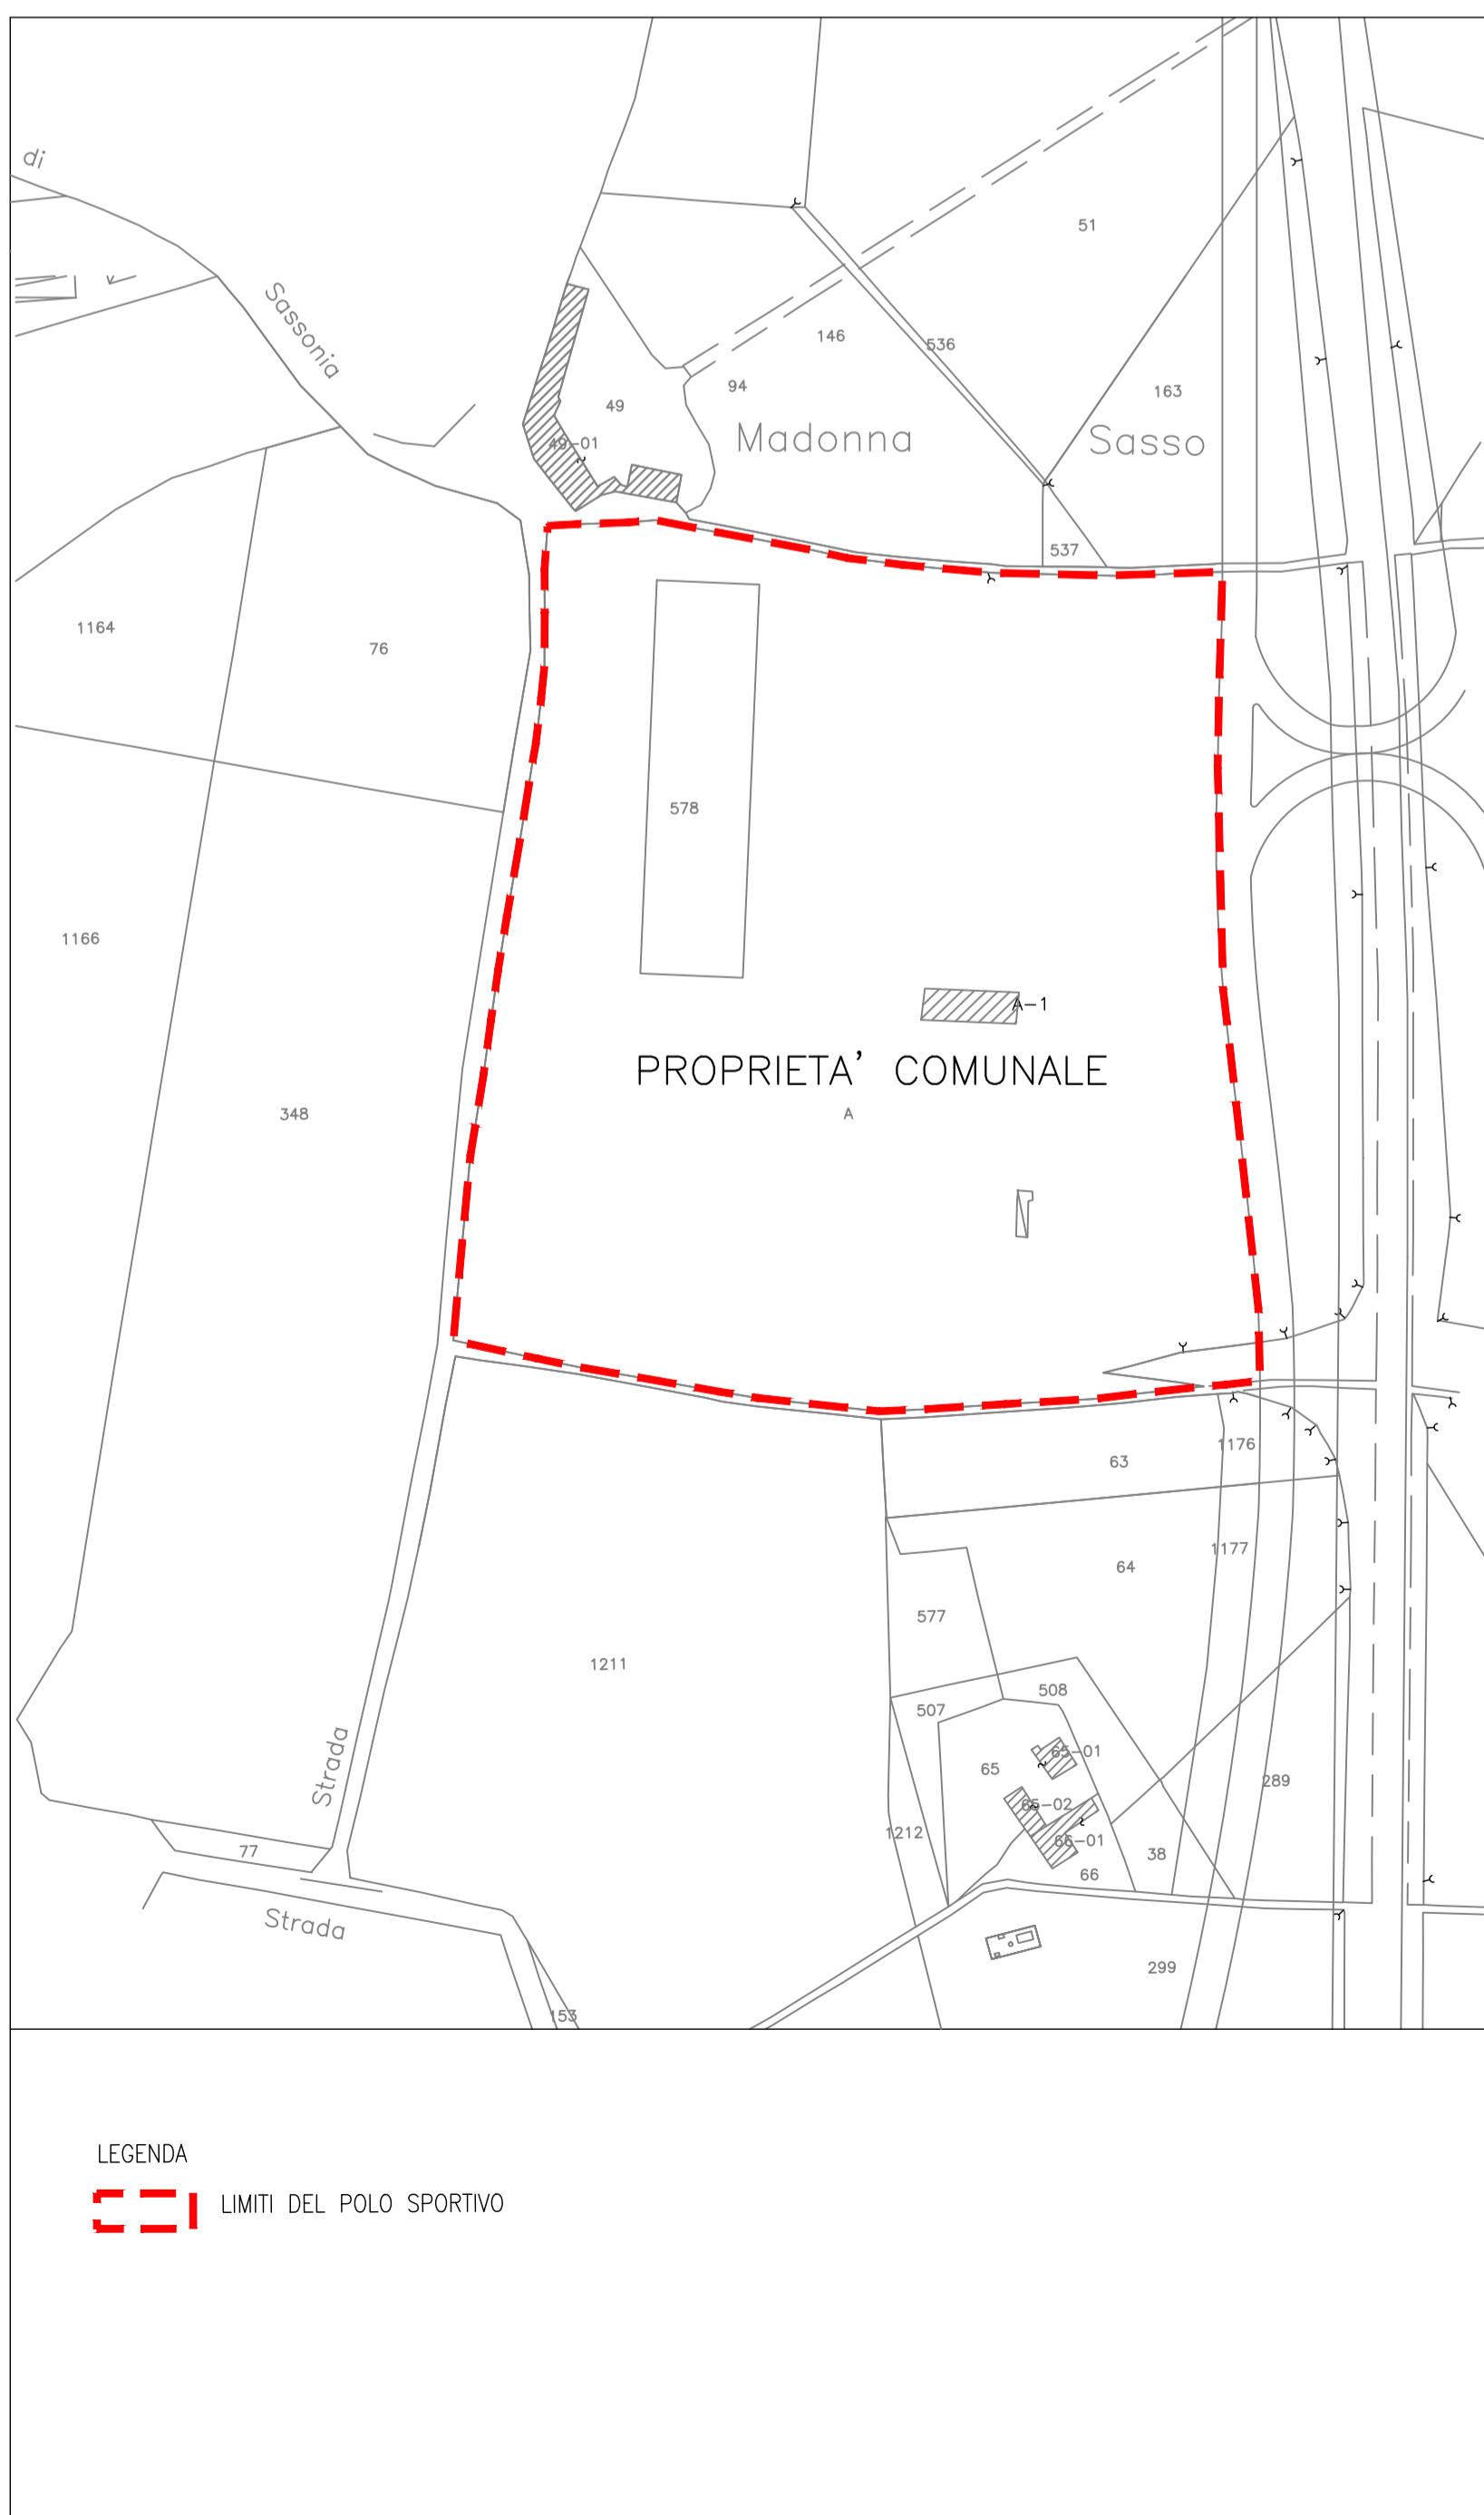 di
Sassonia
51
146
536
94
163
49
49-01
Madonna
Sasso
537
1164
76
578
1166
A-1
PROPRIETA' COMUNALE
A
348
1176
63
1177
64
577
1211
508
507
65-01
65
289
65-02
1212
66-01
38
66
Strada
77
Strada
299
153
LEGENDA
LIMITI DEL POLO SPORTIVO